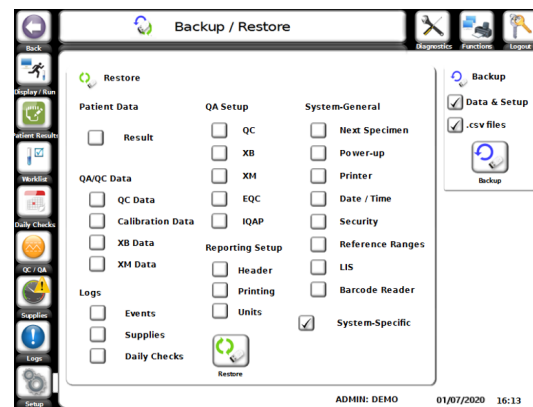 Backup / Restore
Back
Diagnostics
Functions
Logout
Display / Run
Patient Results
Worklist
Daily Checks
QC / QA
Supplies
Logs
Setup
Restore
Patient Data
Result
QA/QC Data
QC Data
Calibration Data
XB Data
XM Data
Logs
Events
Supplies
Daily Checks
QA Setup
QC
XB
XM
EQC
IQAP
Reporting Setup
Header
Printing
Units
Restore
System-General
Next Specimen
Power-up
Printer
Date / Time
Security
Reference Ranges
LIS
Barcode Reader
System-Specific
Backup
Data & Setup
.csv files
Backup
ADMIN: DEMO
01/07/2020 16:13